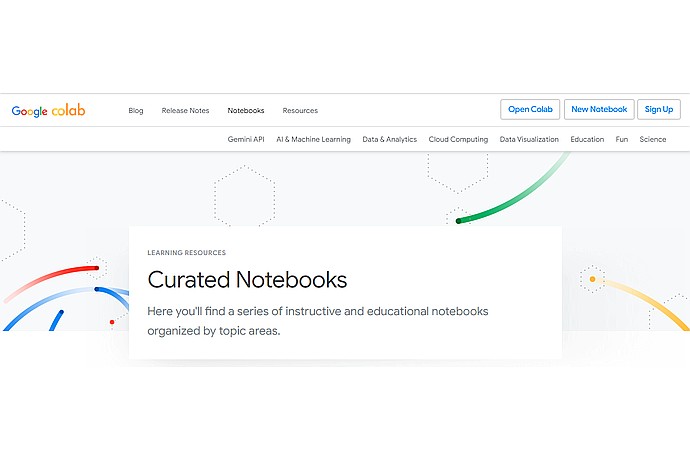 Google colab Blog Release Notes Notebooks Resources Open Colab New Notebook Sign Up
Gemini API AI & Machine Learning Data & Analytics Cloud Computing Data Visualization Education Fun Science
LEARNING RESOURCES
Curated Notebooks
Here you'll find a series of instructive and educational notebooks
organized by topic areas.